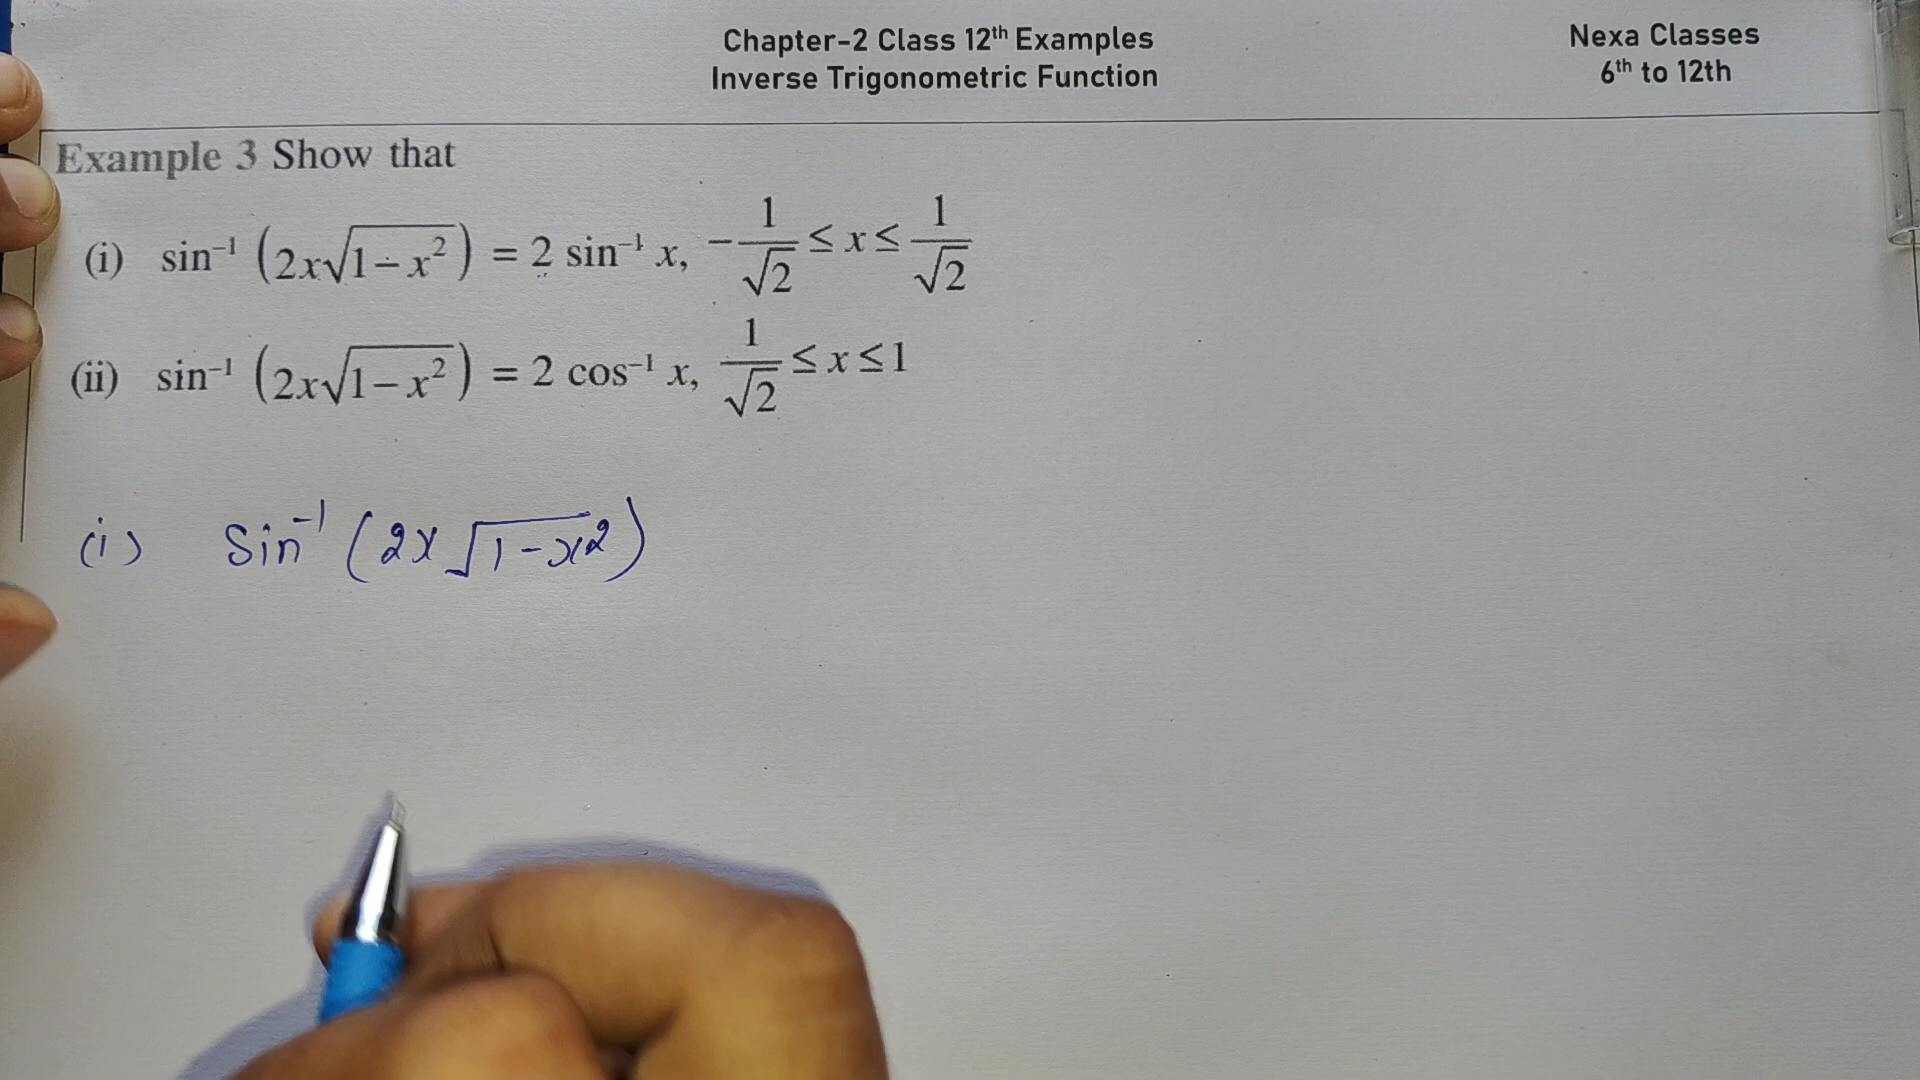 Chapter-2 Class 12th Examples
Inverse Trigonometric Function
Nexa Classes
6th to 12th
Example 3 Show that
(i) sin⁻¹ (2x√(1−x²)) = 2 sin⁻¹ x, −1/√2 ≤ x ≤ 1/√2
(ii) sin⁻¹ (2x√(1−x²)) = 2 cos⁻¹ x, 1/√2 ≤ x ≤ 1
(i) Sin⁻¹ (2x√(1−x²))